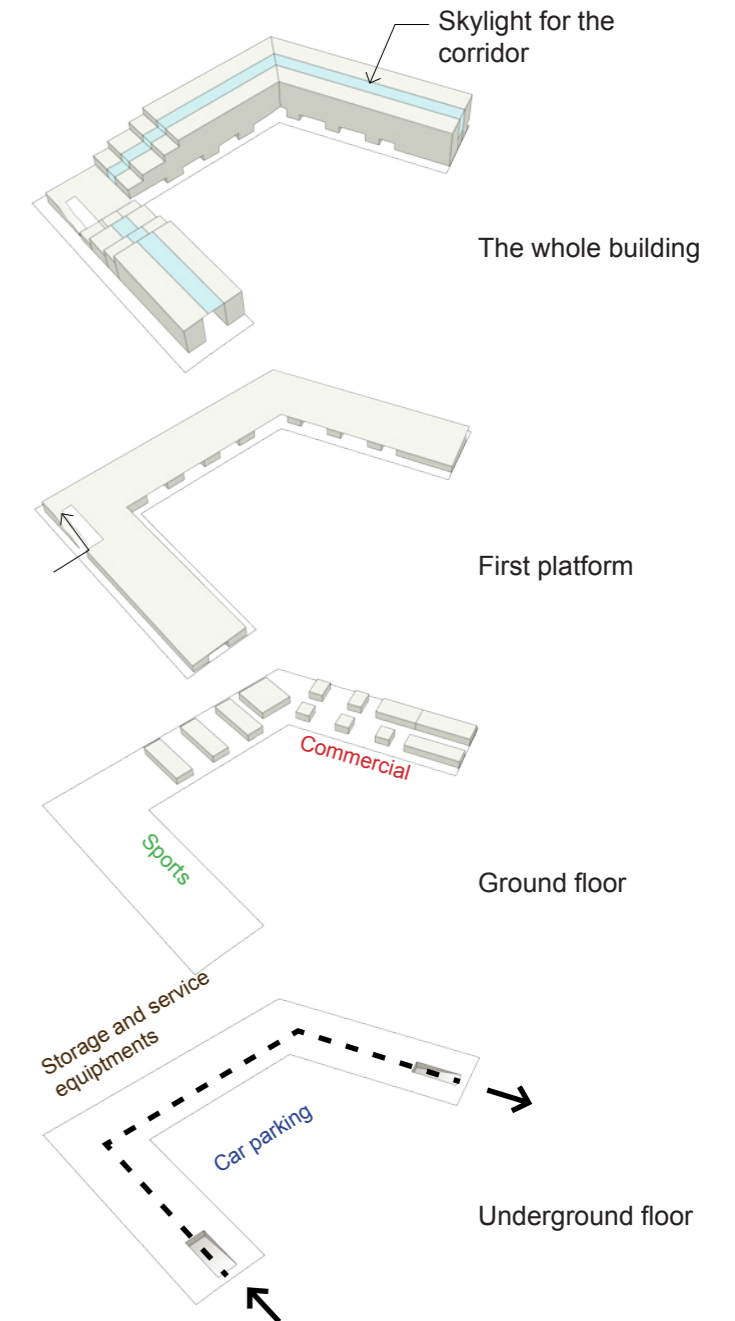 Skylight for the
corridor
The whole building
First platform
Commercial
Sports
Ground floor
Storage and service
equiptments
Car parking
Underground floor